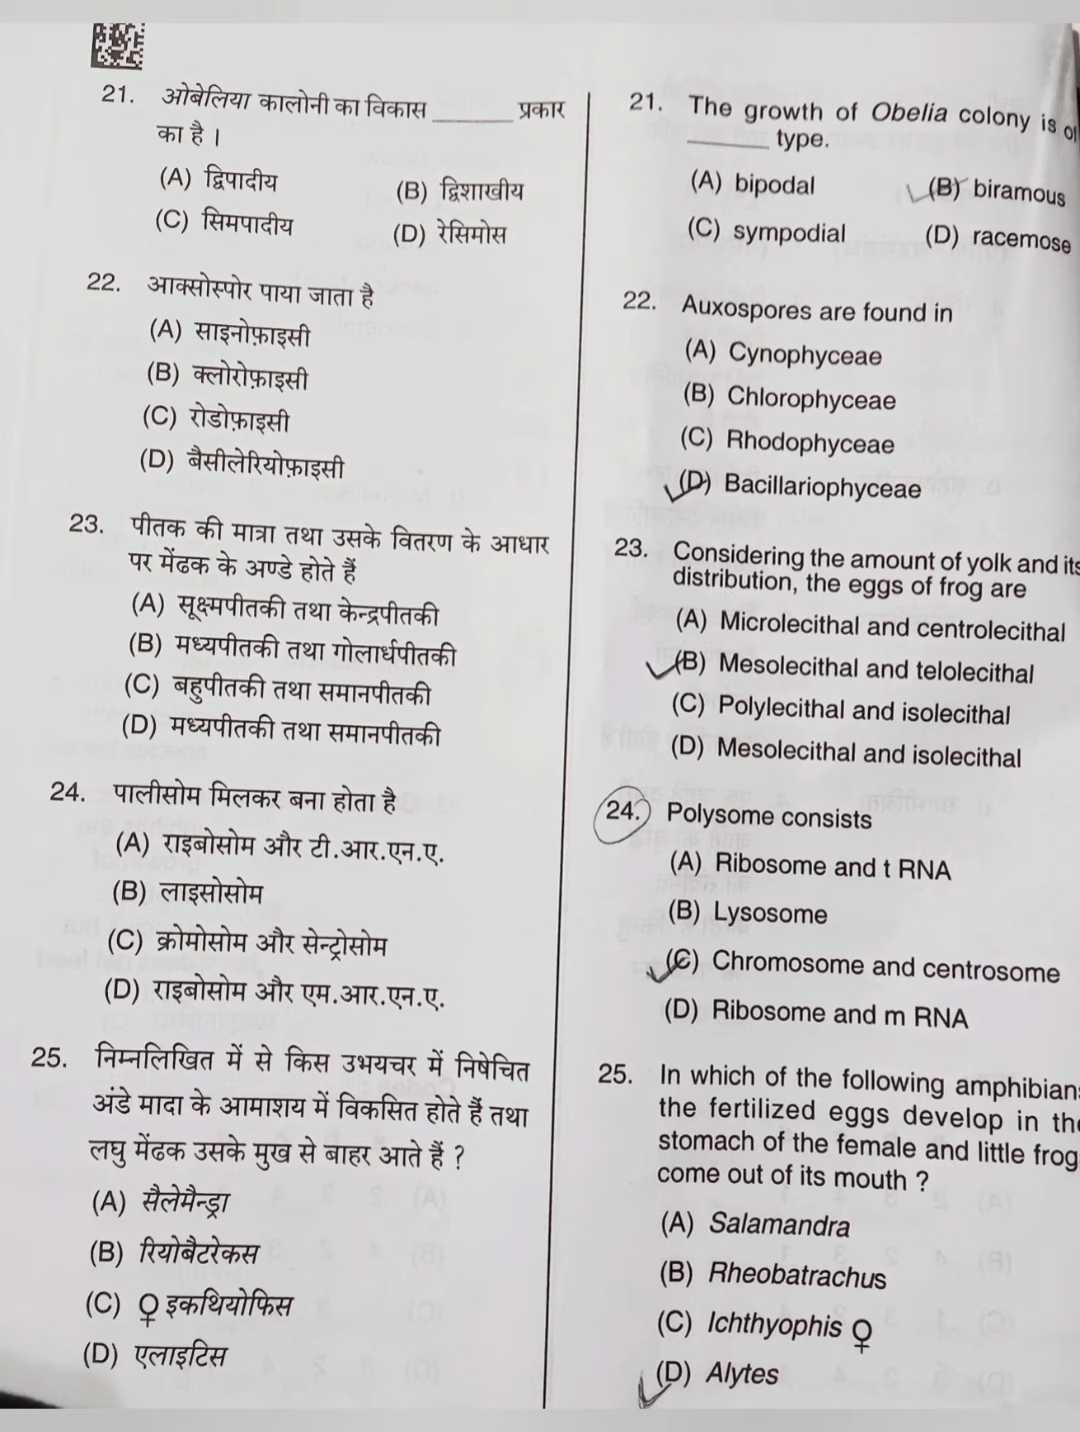 21. ओबेलिया कालोनी का विकास ______ प्रकार
का है ।
(A) द्विपादीय (B) द्विशाखीय
(C) सिमपादीय (D) रेसिमोस
22. आक्सोस्पोर पाया जाता है
(A) साइनोफ़ाइसी
(B) क्लोरोफ़ाइसी
(C) रोडोफ़ाइसी
(D) बैसीलेरियोफ़ाइसी
23. पीतक की मात्रा तथा उसके वितरण के आधार
पर मेंढक के अण्डे होते हैं
(A) सूक्ष्मपीतकी तथा केन्द्रपीतकी
(B) मध्यपीतकी तथा गोलार्धपीतकी
(C) बहुपीतकी तथा समानपीतकी
(D) मध्यपीतकी तथा समानपीतकी
24. पालीसोम मिलकर बना होता है
(A) राइबोसोम और टी.आर.एन.ए.
(B) लाइसोसोम
(C) क्रोमोसोम और सेन्ट्रोसोम
(D) राइबोसोम और एम.आर.एन.ए.
25. निम्नलिखित में से किस उभयचर में निषेचित
अंडे मादा के आमाशय में विकसित होते हैं तथा
लघु मेंढक उसके मुख से बाहर आते हैं ?
(A) सैलेमैन्ड्रा
(B) रियोबैटरेकस
(C) ♀ इकथियोफिस
(D) एलाइटिस
21. The growth of Obelia colony is of
______ type.
(A) bipodal (B) biramous
(C) sympodial (D) racemose
22. Auxospores are found in
(A) Cynophyceae
(B) Chlorophyceae
(C) Rhodophyceae
(D) Bacillariophyceae
23. Considering the amount of yolk and its
distribution, the eggs of frog are
(A) Microlecithal and centrolecithal
(B) Mesolecithal and telolecithal
(C) Polylecithal and isolecithal
(D) Mesolecithal and isolecithal
24. Polysome consists
(A) Ribosome and t RNA
(B) Lysosome
(C) Chromosome and centrosome
(D) Ribosome and m RNA
25. In which of the following amphibians
the fertilized eggs develop in the
stomach of the female and little frog
come out of its mouth ?
(A) Salamandra
(B) Rheobatrachus
(C) Ichthyophis ♀
(D) Alytes